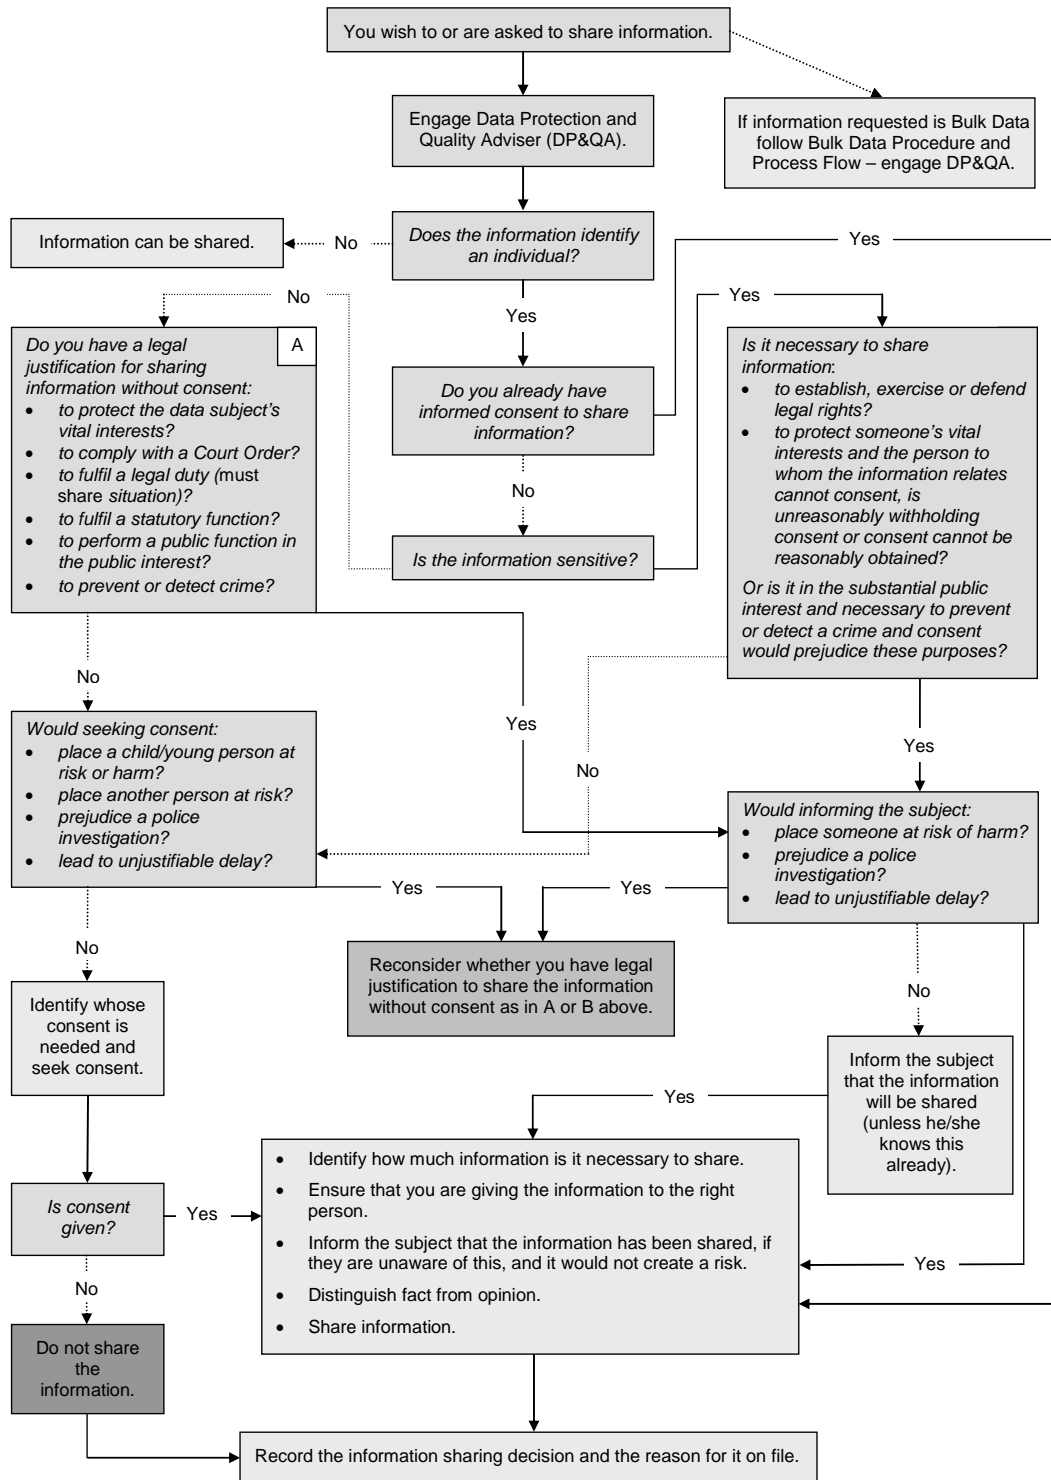 You wish to or are asked to share information.
Engage Data Protection and
Quality Adviser (DP&QA).
If information requested is Bulk Data
follow Bulk Data Procedure and
Process Flow – engage DP&QA.
Information can be shared.
No
Does the information identify
an individual?
Yes
No
Yes
Yes
A
Do you have a legal
justification for sharing
information without consent:
• to protect the data subject's
vital interests?
• to comply with a Court Order?
• to fulfil a legal duty (must
share situation)?
• to fulfil a statutory function?
• to perform a public function in
the public interest?
• to prevent or detect crime?
Do you already have
informed consent to share
information?
No
Is the information sensitive?
Is it necessary to share
information:
• to establish, exercise or defend
legal rights?
• to protect someone's vital
interests and the person to
whom the information relates
cannot consent, is
unreasonably withholding
consent or consent cannot be
reasonably obtained?
Or is it in the substantial public
interest and necessary to prevent
or detect a crime and consent
would prejudice these purposes?
No
Yes
No
Yes
Would seeking consent:
• place a child/young person at
risk or harm?
• place another person at risk?
• prejudice a police
investigation?
• lead to unjustifiable delay?
Would informing the subject:
• place someone at risk of harm?
• prejudice a police
investigation?
• lead to unjustifiable delay?
Yes
Yes
No
Reconsider whether you have legal
justification to share the information
without consent as in A or B above.
No
Identify whose
consent is
needed and
seek consent.
Inform the subject
that the information
will be shared
(unless he/she
knows this
already).
Yes
Is consent
given?
Yes
• Identify how much information is it necessary to share.
• Ensure that you are giving the information to the right
person.
• Inform the subject that the information has been shared, if
they are unaware of this, and it would not create a risk.
• Distinguish fact from opinion.
• Share information.
Yes
No
Do not share
the
information.
Record the information sharing decision and the reason for it on file.